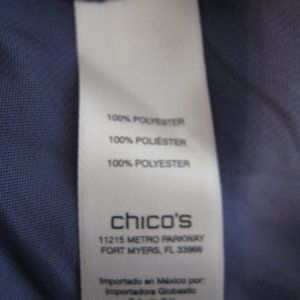 100% POLYESTER
100% POLIÉSTER
100% POLYESTER
chico's
11215 METRO PARKWAY
FORT MYERS, FL 33966
Importado en México por:
Importadora Globastic